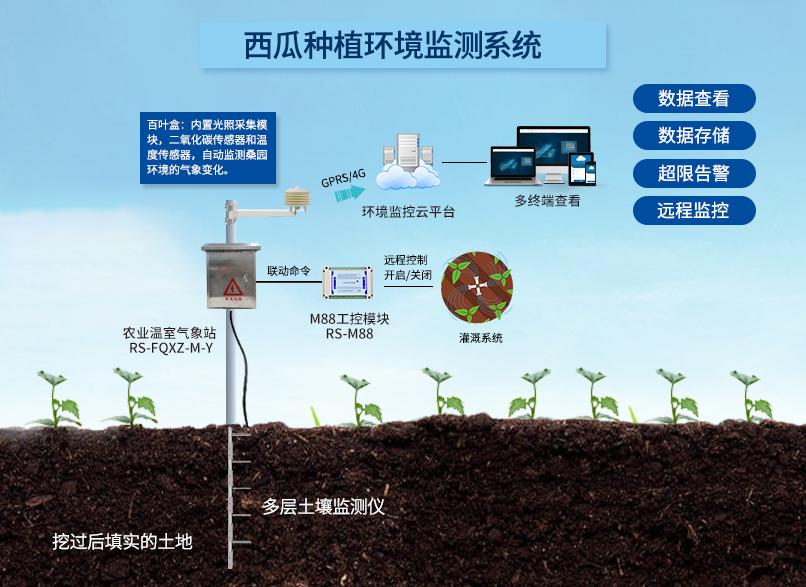 西瓜种植环境监测系统
数据查看
数据存储
超限告警
远程监控
百叶盒：内置光照采集模
块，二氧化碳传感器和温
度传感器，自动监测桑园
环境的气象变化。
GPRS/4G
环境监控云平台
多终端查看
联动命令
远程控制
开启/关闭
M88工控模块
RS-M88
灌溉系统
农业温室气象站
RS-FQXZ-M-Y
多层土壤监测仪
挖过后填实的土地